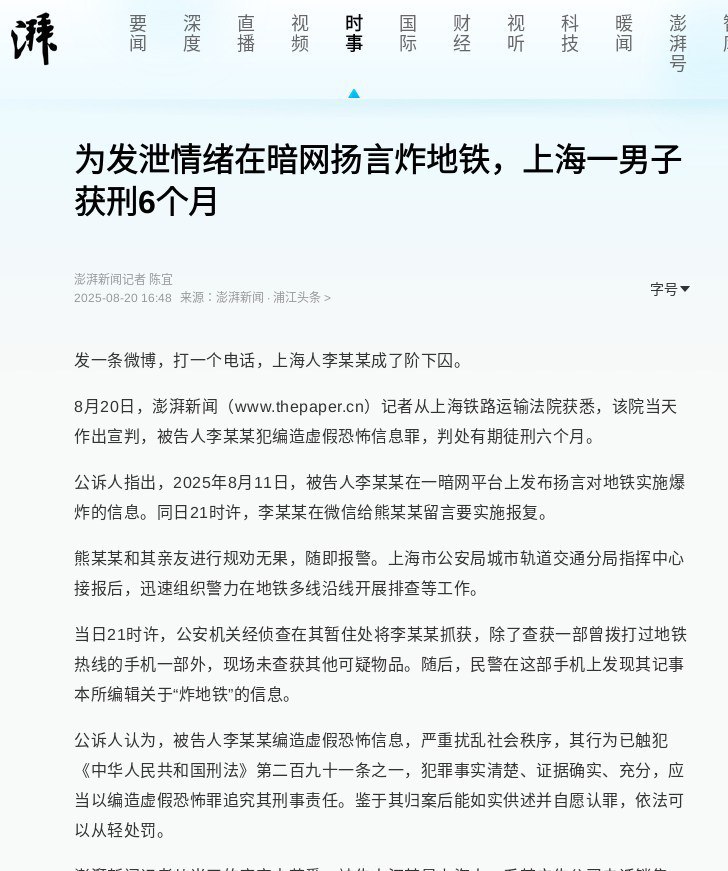 湃
要闻
深度
直播
视频
时事
国际
财经
视听
科技
暖闻
澎湃号
为发泄情绪在暗网扬言炸地铁，上海一男子
获刑6个月
澎湃新闻记者 陈宜
2025-08-20 16:48 来源：澎湃新闻 · 浦江头条 >
字号
发一条微博，打一个电话，上海人李某某成了阶下囚。
8月20日，澎湃新闻（www.thepaper.cn）记者从上海铁路运输法院获悉，该院当天
作出宣判，被告人李某某犯编造虚假恐怖信息罪，判处有期徒刑六个月。
公诉人指出，2025年8月11日，被告人李某某在一暗网平台上发布扬言对地铁实施爆
炸的信息。同日21时许，李某某在微信给熊某某留言要实施报复。
熊某某和其亲友进行规劝无果，随即报警。上海市公安局城市轨道交通分局指挥中心
接报后，迅速组织警力在地铁多线沿线开展排查等工作。
当日21时许，公安机关经侦查在其暂住处将李某某抓获，除了查获一部曾拨打过地铁
热线的手机一部外，现场未查获其他可疑物品。随后，民警在这部手机上发现其记事
本所编辑关于“炸地铁”的信息。
公诉人认为，被告人李某某编造虚假恐怖信息，严重扰乱社会秩序，其行为已触犯
《中华人民共和国刑法》第二百九十一条之一，犯罪事实清楚、证据确实、充分，应
当以编造虚假恐怖罪追究其刑事责任。鉴于其归案后能如实供述并自愿认罪，依法可
以从轻处罚。